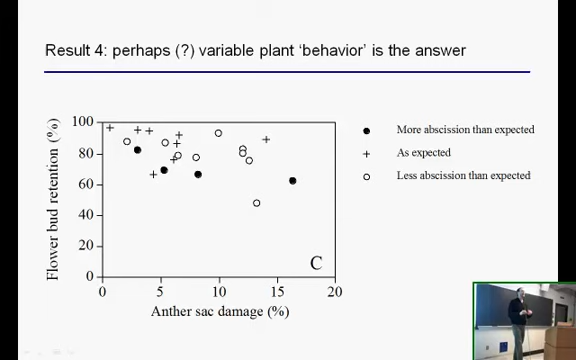 Result 4: perhaps (?) variable plant ‘behavior’ is the answer
100
80
60
40
20
0
Flower bud retention (%)
0 5 10 15 20
Anther sac damage (%)
C
More abscission than expected
+ As expected
Less abscission than expected